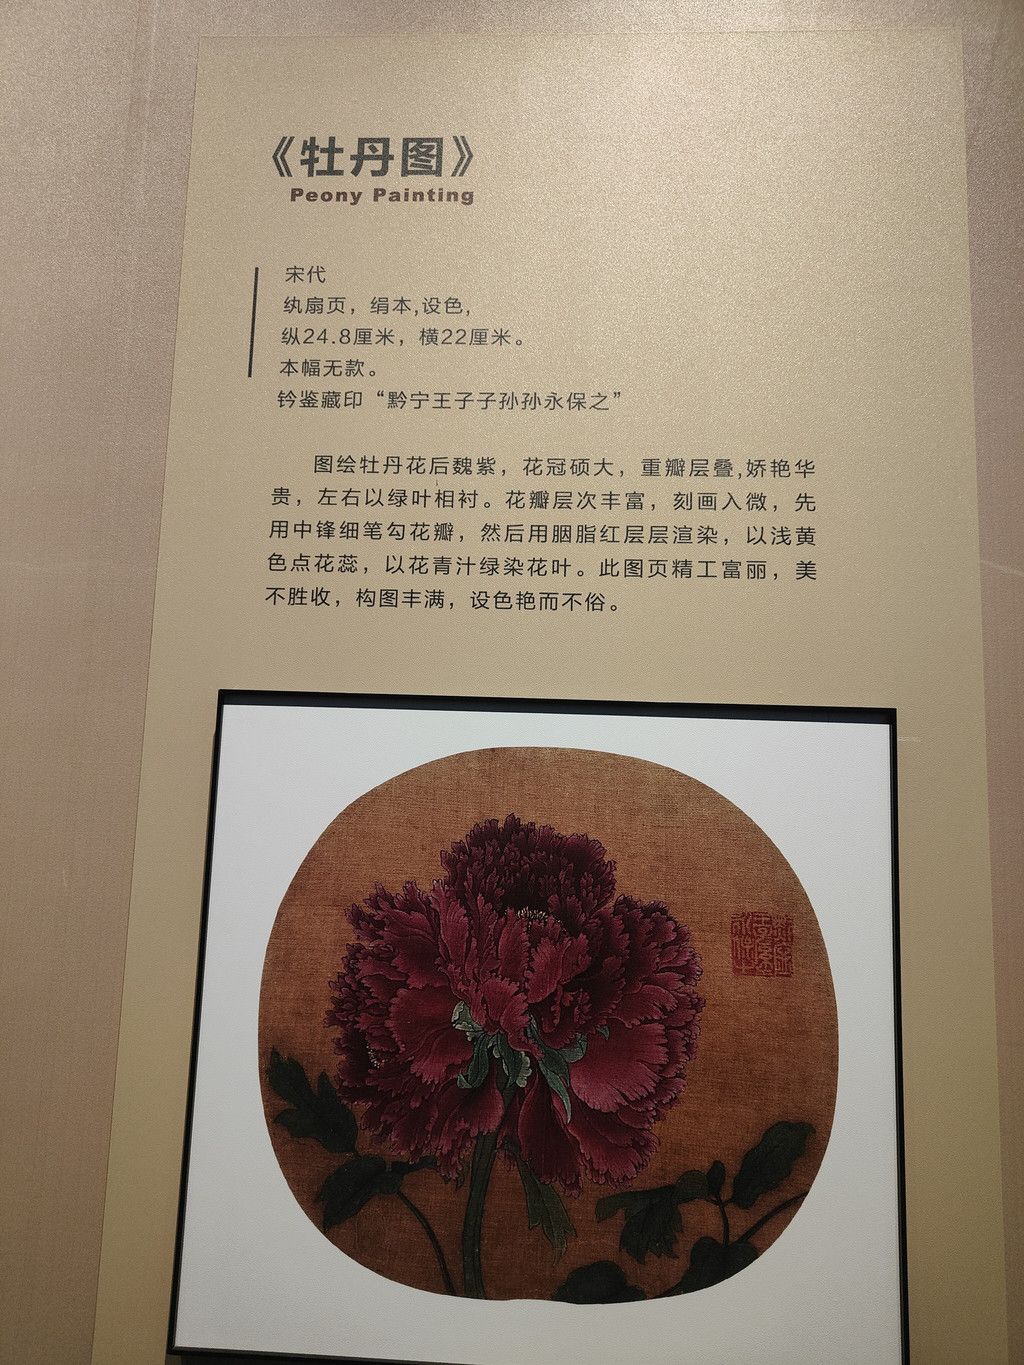 《牡丹图》
Peony Painting
宋代
纨扇页，绢本,设色,
纵24.8厘米，横22厘米。
本幅无款。
钤鉴藏印“黔宁王子子孙孙永保之”
图绘牡丹花后魏紫，花冠硕大，重瓣层叠,娇艳华
贵，左右以绿叶相衬。花瓣层次丰富，刻画入微，先
用中锋细笔勾花瓣，然后用胭脂红层层渲染，以浅黄
色点花蕊，以花青汁绿染花叶。此图页精工富丽，美
不胜收，构图丰满，设色艳而不俗。